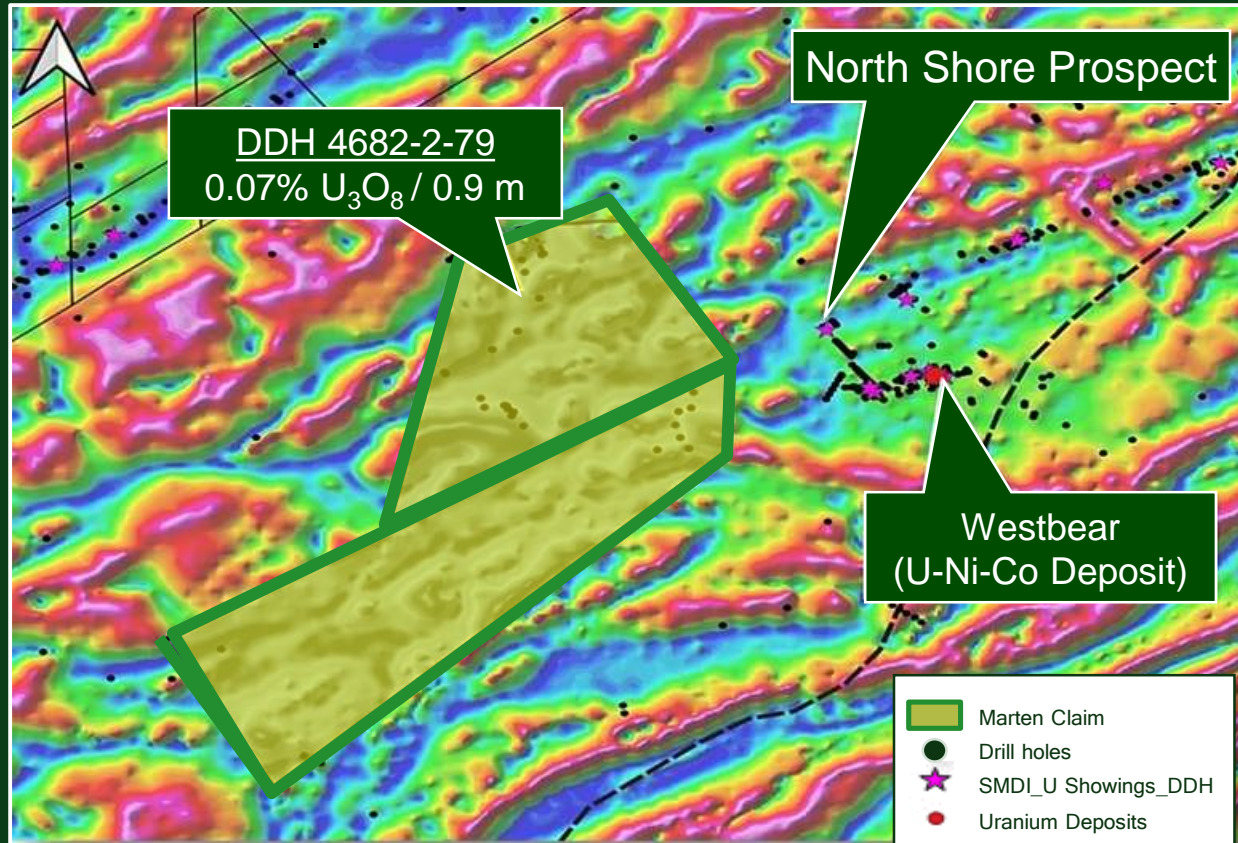 North Shore Prospect
DDH 4682-2-79
0.07% U₃O₈ / 0.9 m
Westbear
(U-Ni-Co Deposit)
Marten Claim
Drill holes
SMDI_U Showings_DDH
Uranium Deposits